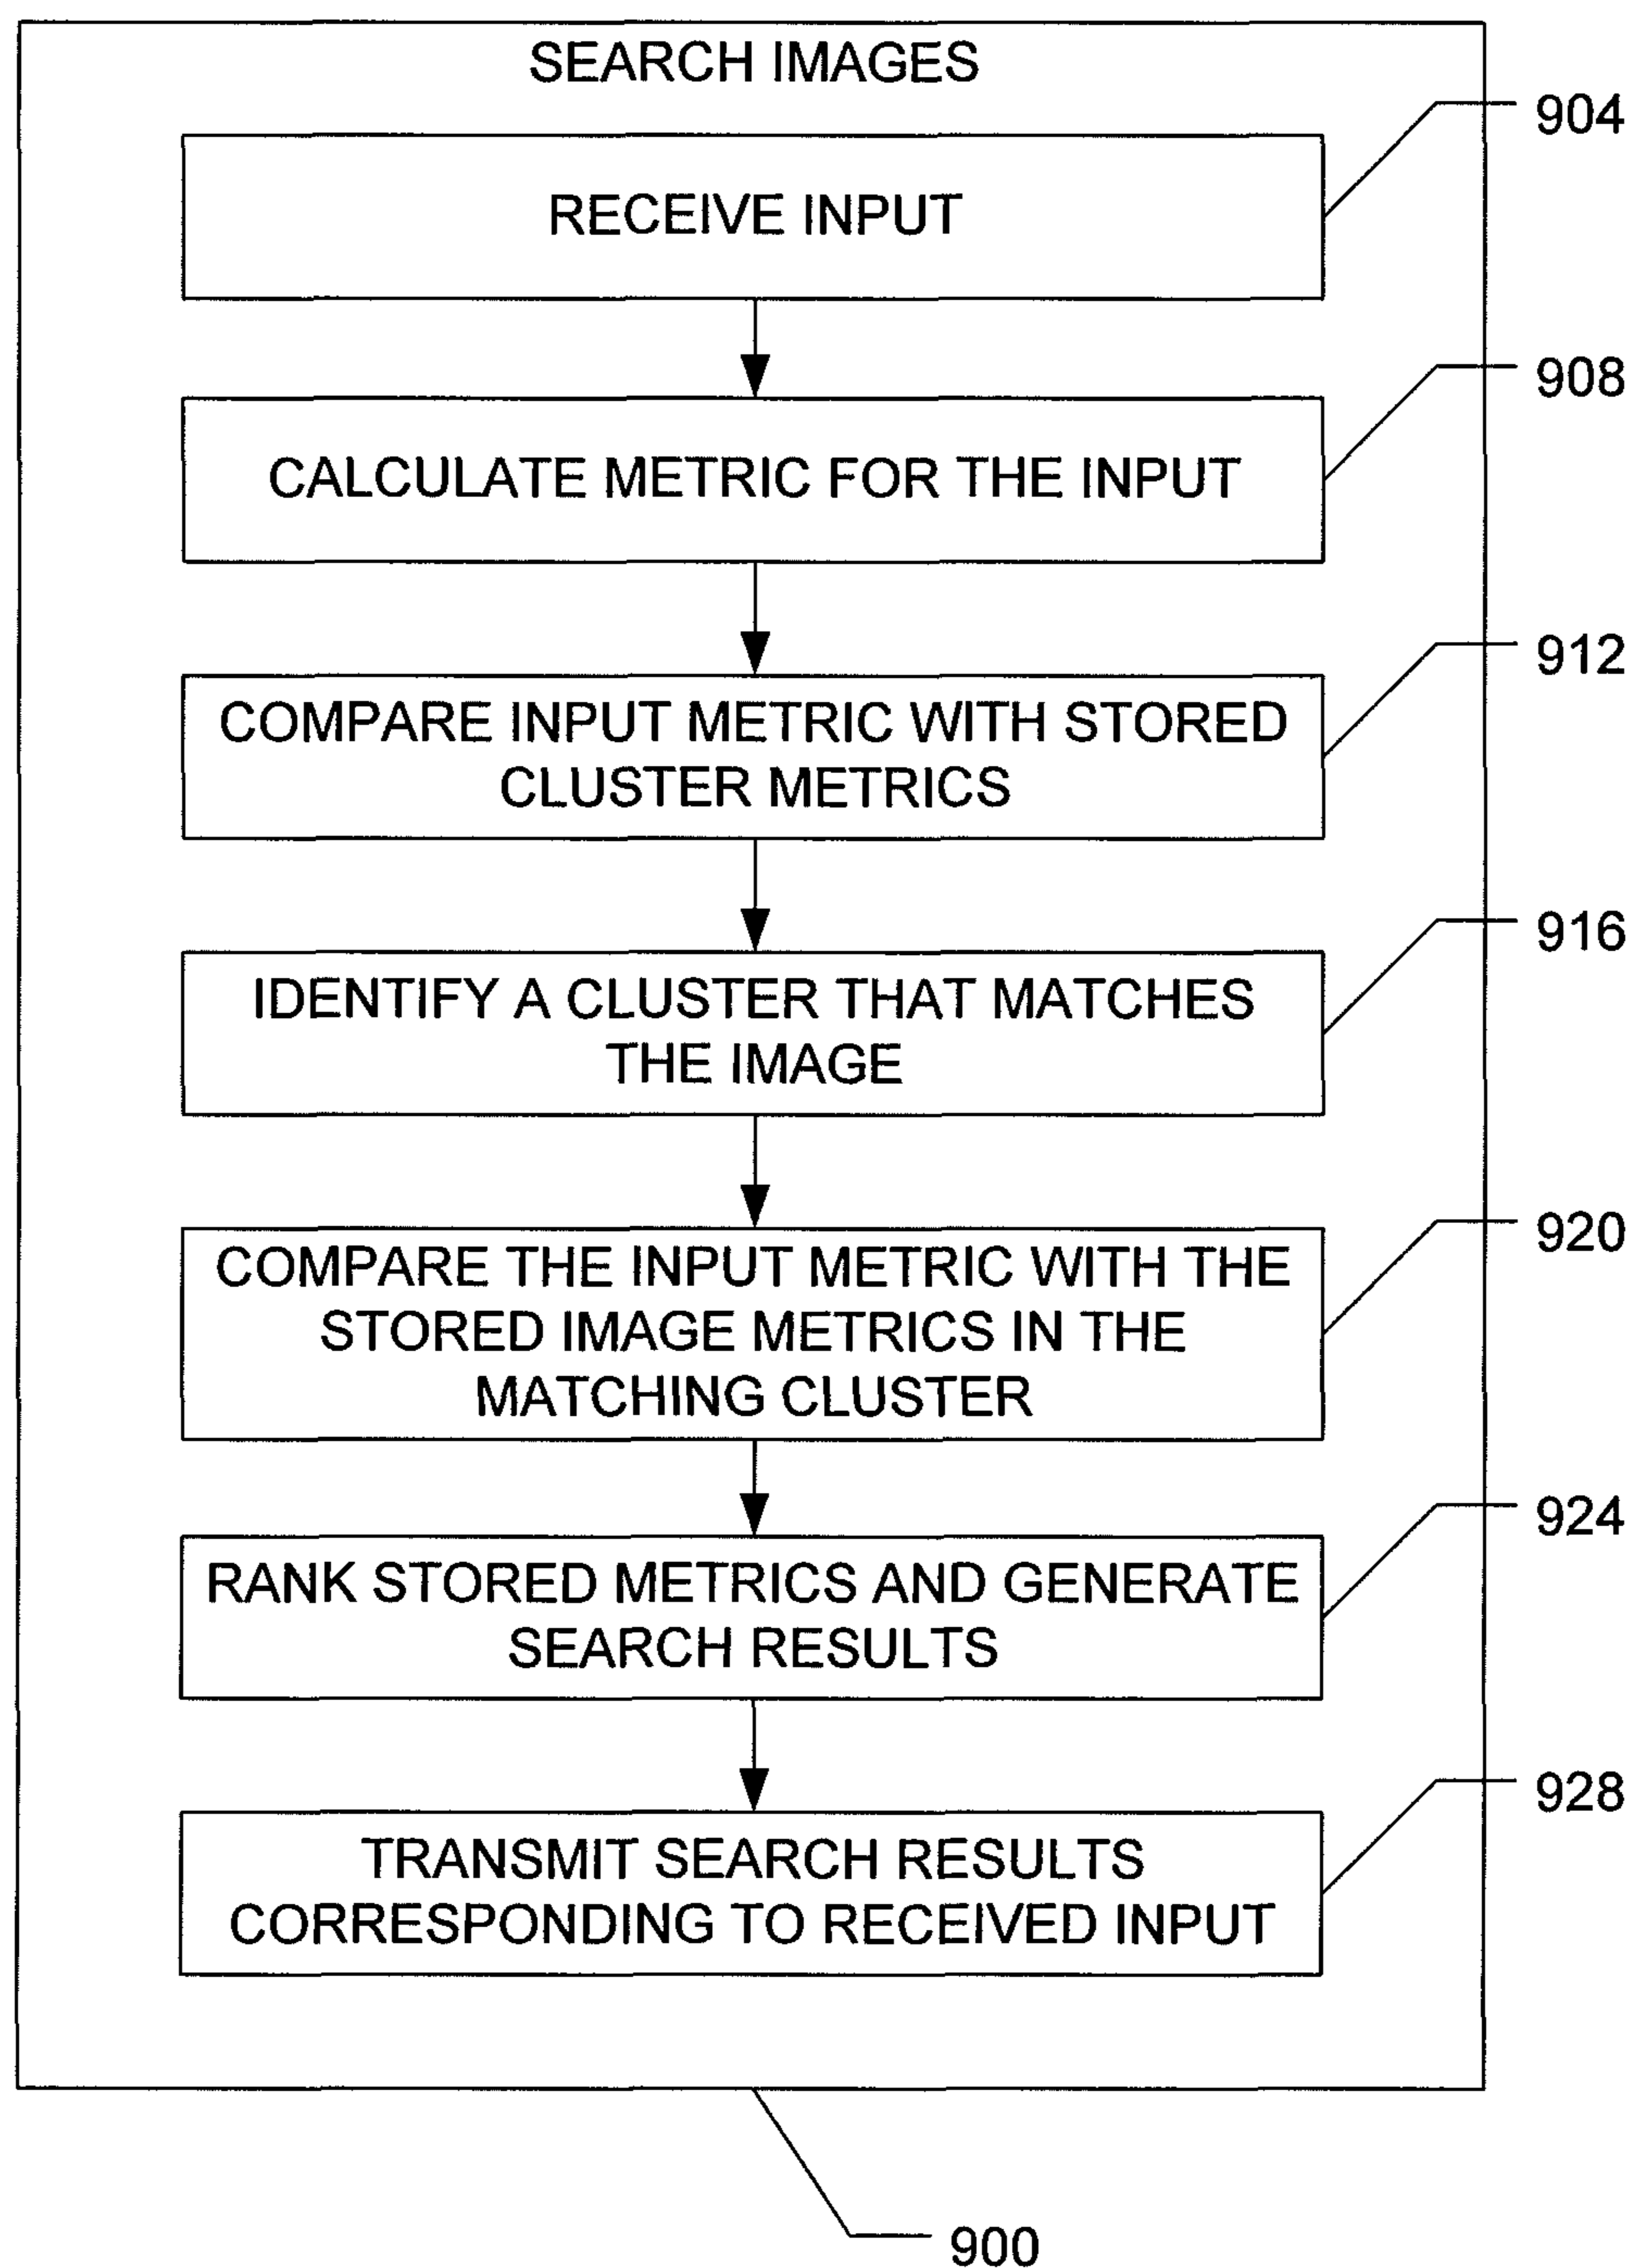 SEARCH IMAGES
904
RECEIVE INPUT
908
CALCULATE METRIC FOR THE INPUT
912
COMPARE INPUT METRIC WITH STORED
CLUSTER METRICS
916
IDENTIFY A CLUSTER THAT MATCHES
THE IMAGE
920
COMPARE THE INPUT METRIC WITH THE
STORED IMAGE METRICS IN THE
MATCHING CLUSTER
924
RANK STORED METRICS AND GENERATE
SEARCH RESULTS
928
TRANSMIT SEARCH RESULTS
CORRESPONDING TO RECEIVED INPUT
900